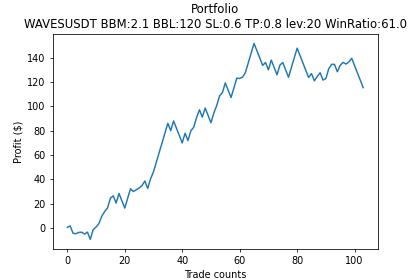 Portfolio
WAVESUSDT BBM:2.1 BBL:120 SL:0.6 TP:0.8 lev:20 WinRatio:61.0
140
120
100
80
60
40
20
0
Profit ($)
0 20 40 60 80 100
Trade counts